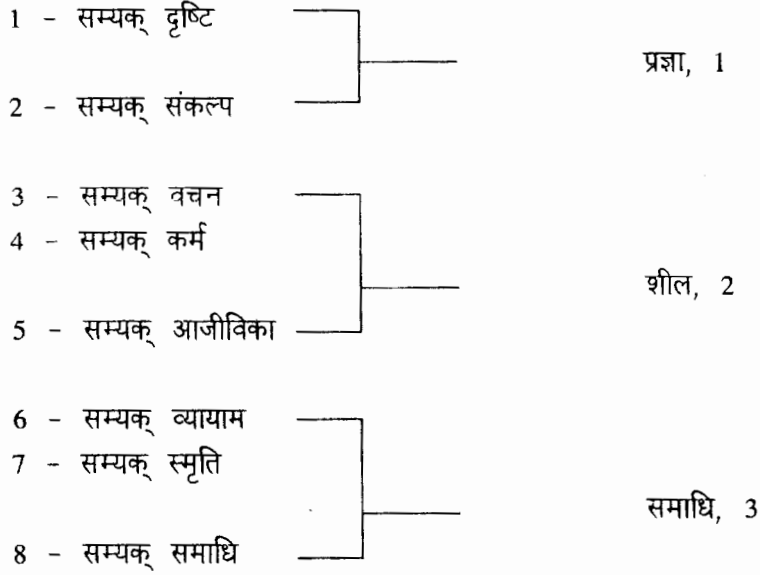 1 - सम्यक् दृष्टि
प्रज्ञा, 1
2 - सम्यक् संकल्प
3 - सम्यक् वचन
4 - सम्यक् कर्म
शील, 2
5 - सम्यक् आजीविका
6 - सम्यक् व्यायाम
7 - सम्यक् स्मृति
समाधि, 3
8 - सम्यक् समाधि